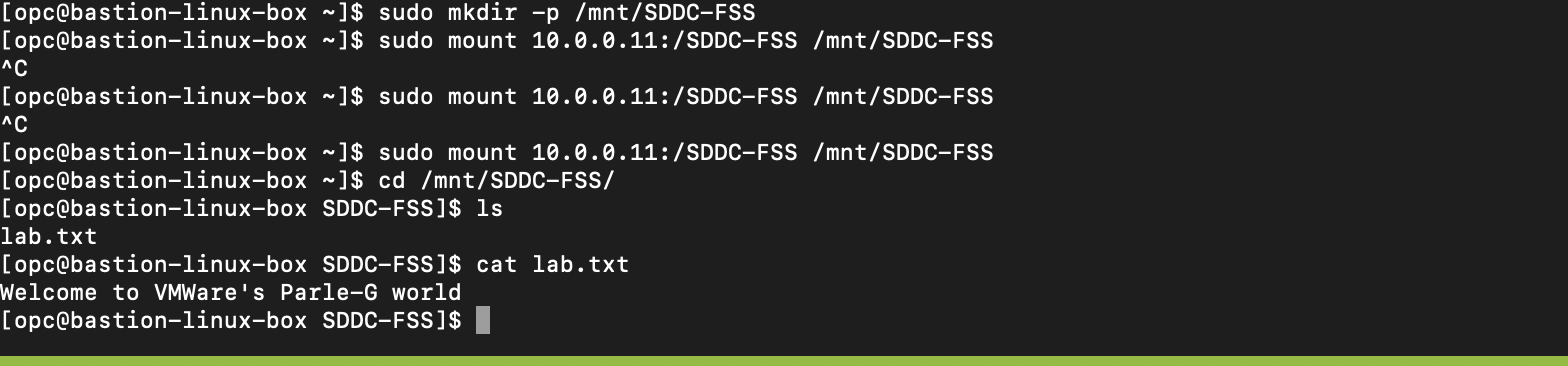 [opc@bastion-linux-box ~]$ sudo mkdir -p /mnt/SDDC-FSS
[opc@bastion-linux-box ~]$ sudo mount 10.0.0.11:/SDDC-FSS /mnt/SDDC-FSS
^C
[opc@bastion-linux-box ~]$ sudo mount 10.0.0.11:/SDDC-FSS /mnt/SDDC-FSS
^C
[opc@bastion-linux-box ~]$ sudo mount 10.0.0.11:/SDDC-FSS /mnt/SDDC-FSS
[opc@bastion-linux-box ~]$ cd /mnt/SDDC-FSS/
[opc@bastion-linux-box SDDC-FSS]$ ls
lab.txt
[opc@bastion-linux-box SDDC-FSS]$ cat lab.txt
Welcome to VMWare's Parle-G world
[opc@bastion-linux-box SDDC-FSS]$